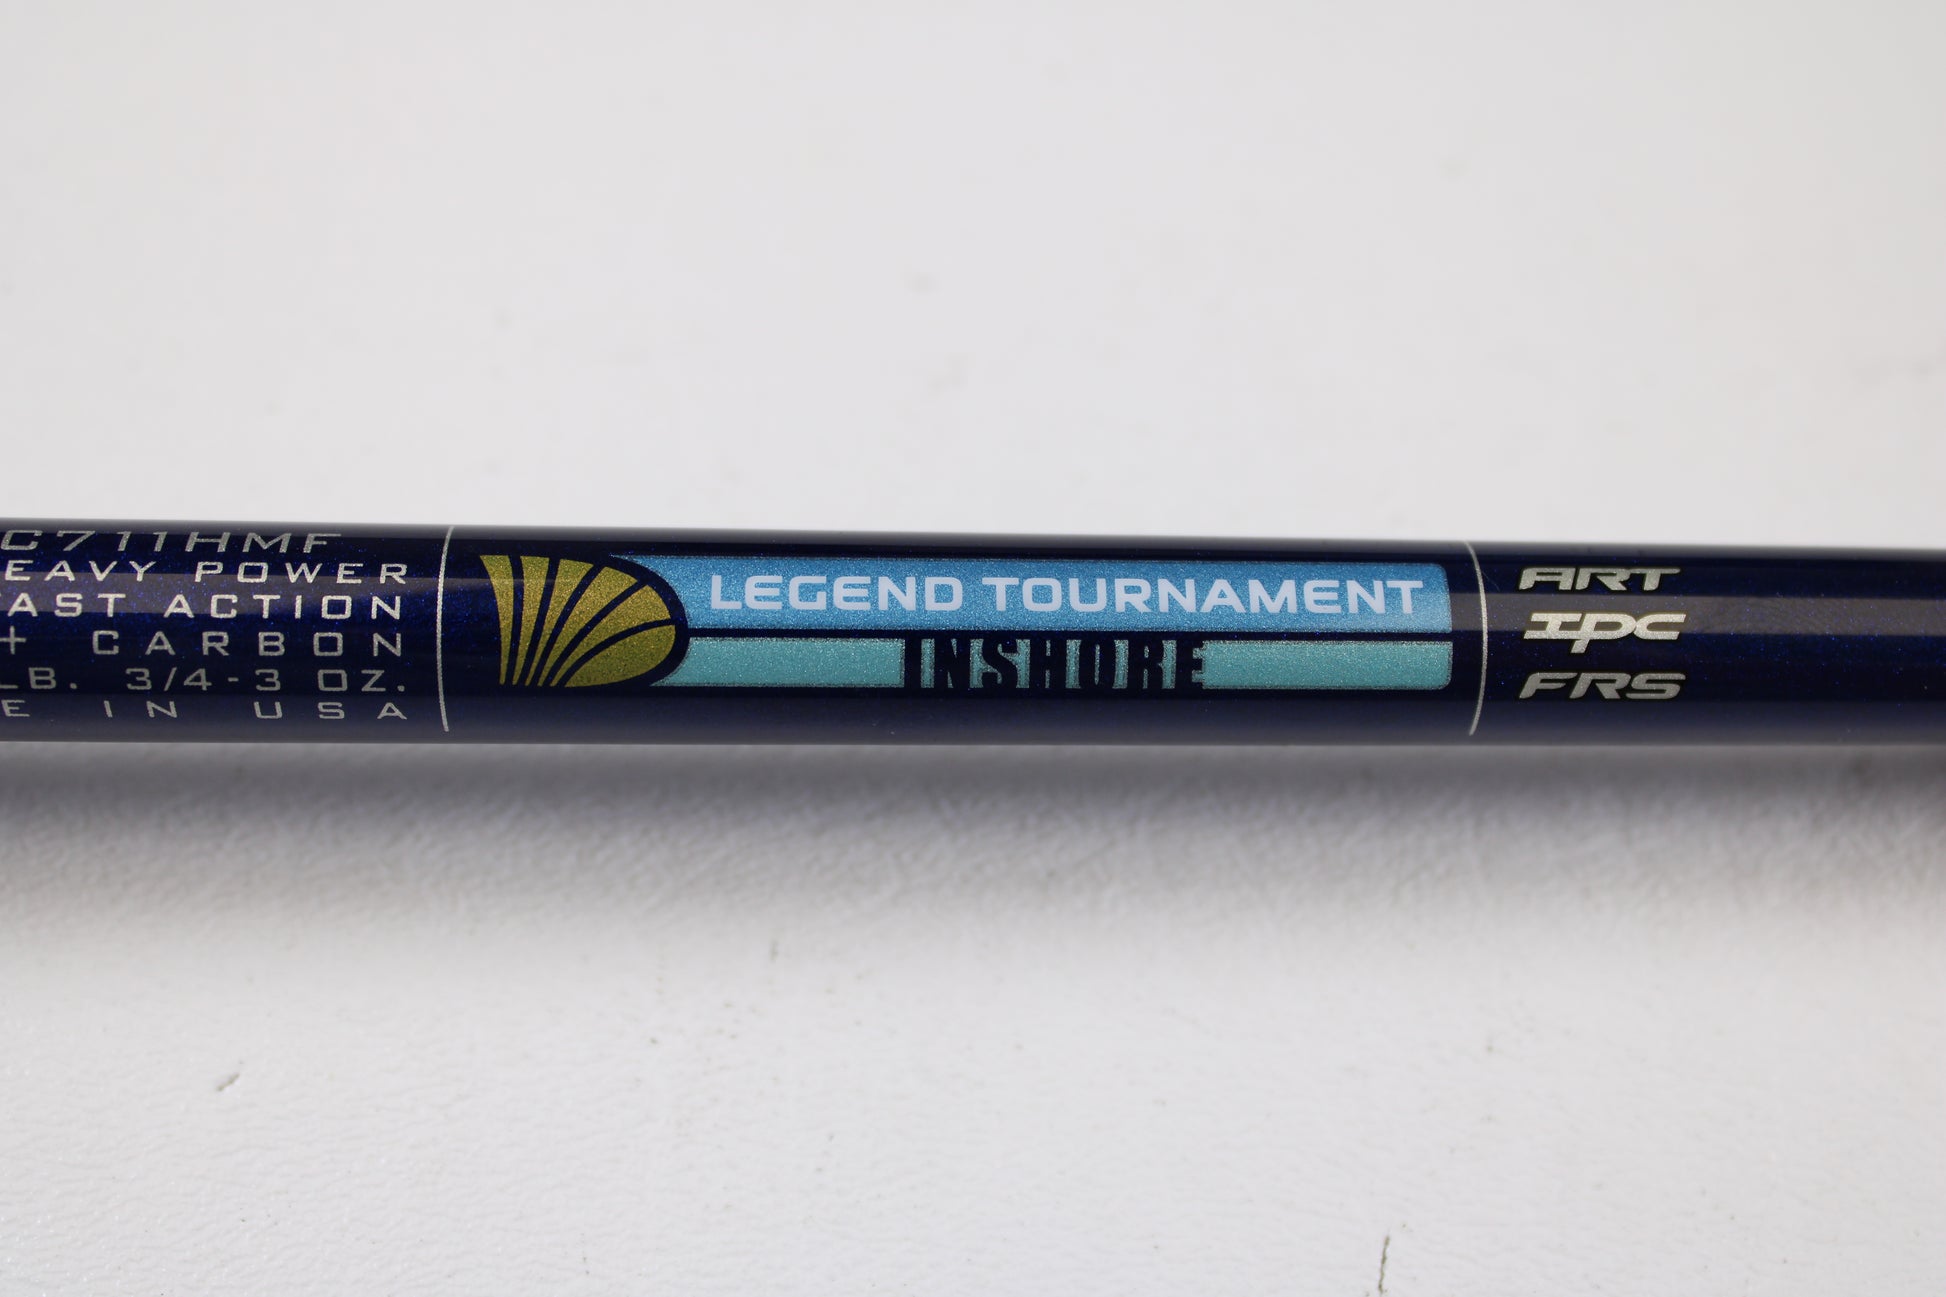 C711HMF
EAVY POWER
AST ACTION
+ CARBON
LB. 3/4-3 OZ.
E IN USA
LEGEND TOURNAMENT
INSHORE
ART
IPC
FRS